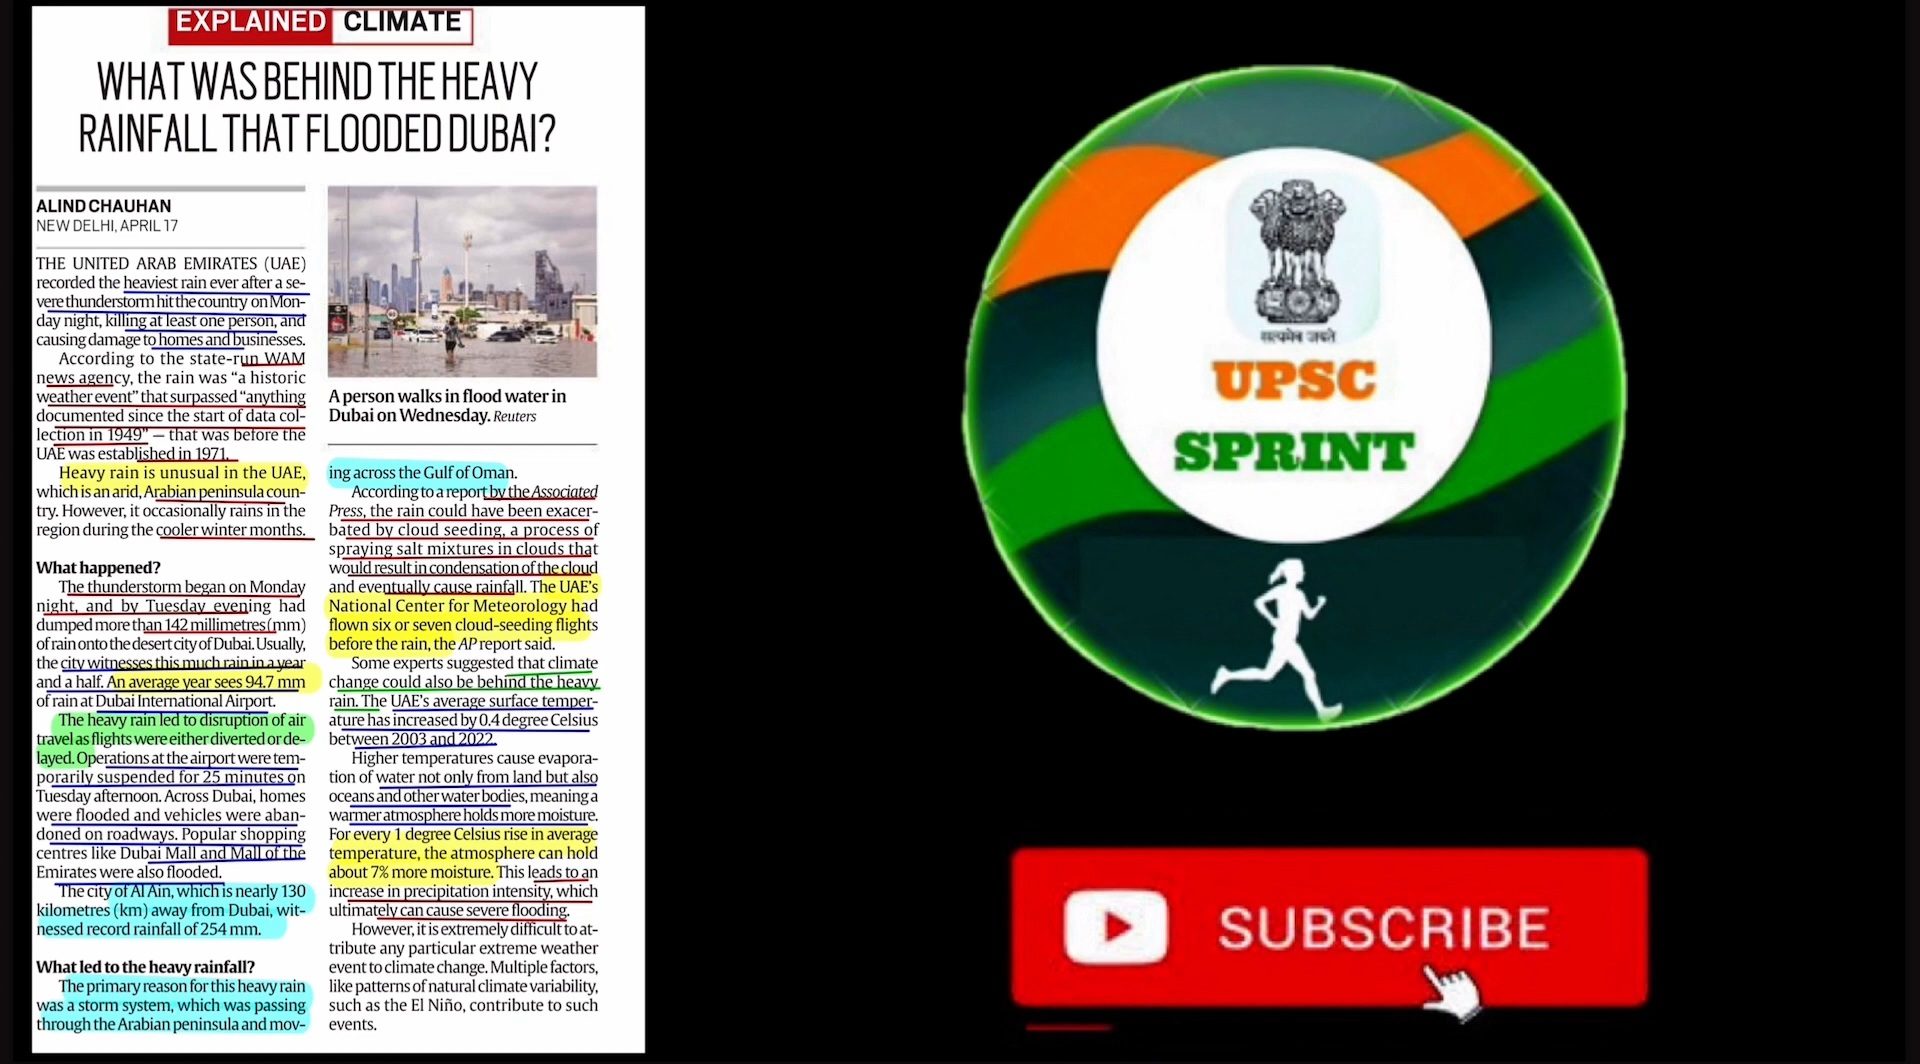 EXPLAINED CLIMATE
WHAT WAS BEHIND THE HEAVY
RAINFALL THAT FLOODED DUBAI?
ALIND CHAUHAN
NEW DELHI, APRIL 17
THE UNITED ARAB EMIRATES (UAE)
recorded the heaviest rain ever after a se-
vere thunderstorm hit the country on Mon-
day night, killing at least one person, and
causing damage to homes and businesses.
According to the state-run WAM
news agency, the rain was “a historic
weather event” that surpassed “anything
documented since the start of data col-
lection in 1949” — that was before the
UAE was established in 1971.
Heavy rain is unusual in the UAE,
which is an arid, Arabian peninsula coun-
try. However, it occasionally rains in the
region during the cooler winter months.
What happened?
The thunderstorm began on Monday
night, and by Tuesday evening had
dumped more than 142 millimetres (mm)
of rain onto the desert city of Dubai. Usually,
the city witnesses this much rain in a year
and a half. An average year sees 94.7 mm
of rain at Dubai International Airport.
The heavy rain led to disruption of air
travel as flights were either diverted or de-
layed. Operations at the airport were tem-
porarily suspended for 25 minutes on
Tuesday afternoon. Across Dubai, homes
were flooded and vehicles were aban-
doned on roadways. Popular shopping
centres like Dubai Mall and Mall of the
Emirates were also flooded.
The city of Al Ain, which is nearly 130
kilometres (km) away from Dubai, wit-
nessed record rainfall of 254 mm.
What led to the heavy rainfall?
The primary reason for this heavy rain
was a storm system, which was passing
through the Arabian peninsula and mov-
A person walks in flood water in
Dubai on Wednesday. Reuters
ing across the Gulf of Oman.
According to a report by the Associated
Press, the rain could have been exacer-
bated by cloud seeding, a process of
spraying salt mixtures in clouds that
would result in condensation of the cloud
and eventually cause rainfall. The UAE’s
National Center for Meteorology had
flown six or seven cloud-seeding flights
before the rain, the AP report said.
Some experts suggested that climate
change could also be behind the heavy
rain. The UAE’s average surface temper-
ature has increased by 0.4 degree Celsius
between 2003 and 2022.
Higher temperatures cause evapora-
tion of water not only from land but also
oceans and other water bodies, meaning a
warmer atmosphere holds more moisture.
For every 1 degree Celsius rise in average
temperature, the atmosphere can hold
about 7% more moisture. This leads to an
increase in precipitation intensity, which
ultimately can cause severe flooding.
However, it is extremely difficult to at-
tribute any particular extreme weather
event to climate change. Multiple factors,
like patterns of natural climate variability,
such as the El Niño, contribute to such
events.
सत्यमेव जयते
UPSC
SPRINT
SUBSCRIBE